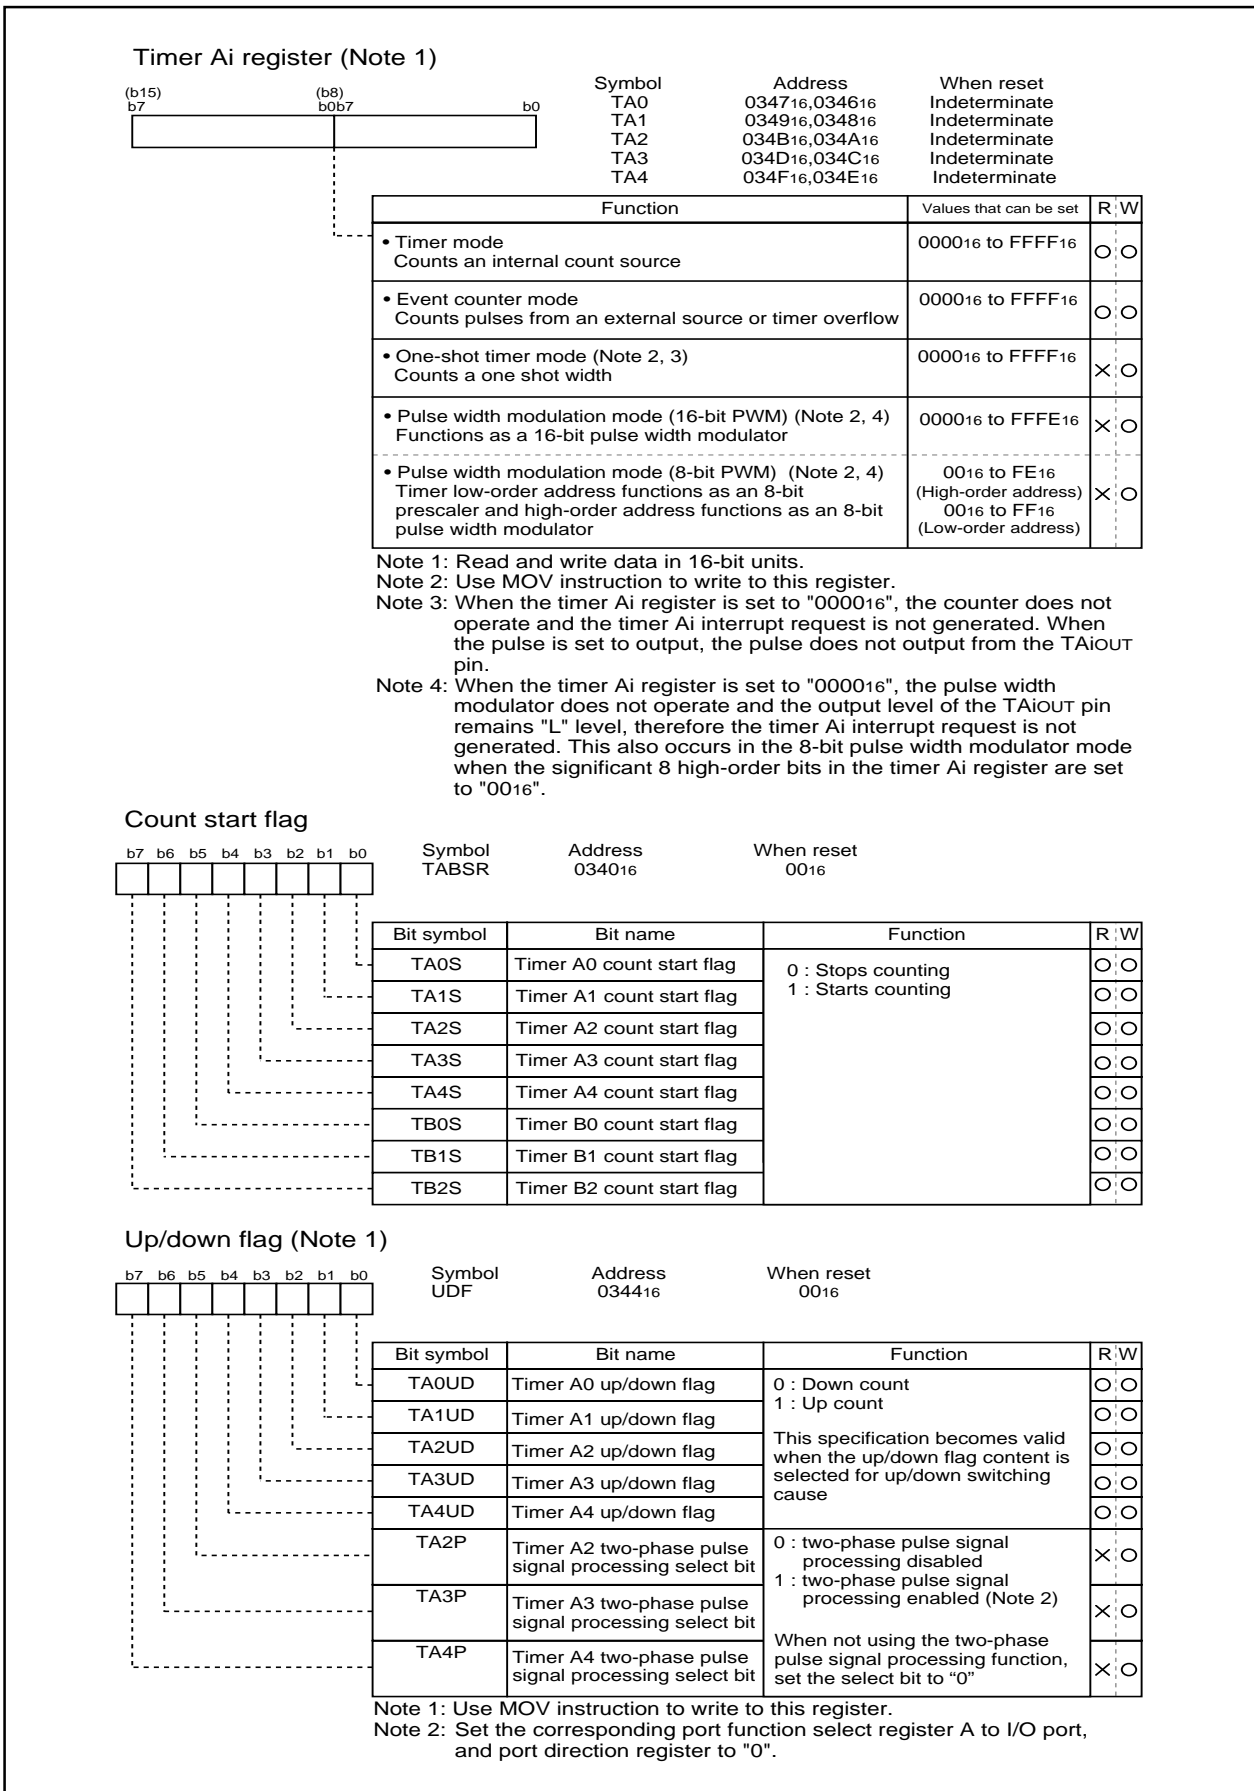 Timer Ai register (Note 1)
(b15) (b8)
b7 b0b7 b0
Symbol Address When reset
TA0 034716,034616 Indeterminate
TA1 034916,034816 Indeterminate
TA2 034B16,034A16 Indeterminate
TA3 034D16,034C16 Indeterminate
TA4 034F16,034E16 Indeterminate
Function Values that can be set R W
• Timer mode 000016 to FFFF16
Counts an internal count source O O
• Event counter mode 000016 to FFFF16
Counts pulses from an external source or timer overflow O O
• One-shot timer mode (Note 2, 3) 000016 to FFFF16
Counts a one shot width X O
• Pulse width modulation mode (16-bit PWM) (Note 2, 4) 000016 to FFFE16
Functions as a 16-bit pulse width modulator X O
• Pulse width modulation mode (8-bit PWM) (Note 2, 4) 0016 to FE16
Timer low-order address functions as an 8-bit (High-order address) X O
prescaler and high-order address functions as an 8-bit 0016 to FF16
pulse width modulator (Low-order address)
Note 1: Read and write data in 16-bit units.
Note 2: Use MOV instruction to write to this register.
Note 3: When the timer Ai register is set to "000016", the counter does not
operate and the timer Ai interrupt request is not generated. When
the pulse is set to output, the pulse does not output from the TAiOUT
pin.
Note 4: When the timer Ai register is set to "000016", the pulse width
modulator does not operate and the output level of the TAiOUT pin
remains "L" level, therefore the timer Ai interrupt request is not
generated. This also occurs in the 8-bit pulse width modulator mode
when the significant 8 high-order bits in the timer Ai register are set
to "0016".
Count start flag
b7 b6 b5 b4 b3 b2 b1 b0
Symbol Address When reset
TABSR 034016 0016
Bit symbol Bit name Function R W
TA0S Timer A0 count start flag 0 : Stops counting O O
TA1S Timer A1 count start flag 1 : Starts counting O O
TA2S Timer A2 count start flag O O
TA3S Timer A3 count start flag O O
TA4S Timer A4 count start flag O O
TB0S Timer B0 count start flag O O
TB1S Timer B1 count start flag O O
TB2S Timer B2 count start flag O O
Up/down flag (Note 1)
b7 b6 b5 b4 b3 b2 b1 b0
Symbol Address When reset
UDF 034416 0016
Bit symbol Bit name Function R W
TA0UD Timer A0 up/down flag 0 : Down count O O
TA1UD Timer A1 up/down flag 1 : Up count O O
TA2UD Timer A2 up/down flag This specification becomes valid O O
when the up/down flag content is
TA3UD Timer A3 up/down flag selected for up/down switching O O
TA4UD Timer A4 up/down flag cause O O
TA2P Timer A2 two-phase pulse 0 : two-phase pulse signal
signal processing select bit processing disabled X O
1 : two-phase pulse signal
TA3P Timer A3 two-phase pulse processing enabled (Note 2)
signal processing select bit X O
When not using the two-phase
TA4P Timer A4 two-phase pulse pulse signal processing function,
signal processing select bit set the select bit to “0” X O
Note 1: Use MOV instruction to write to this register.
Note 2: Set the corresponding port function select register A to I/O port,
and port direction register to "0".